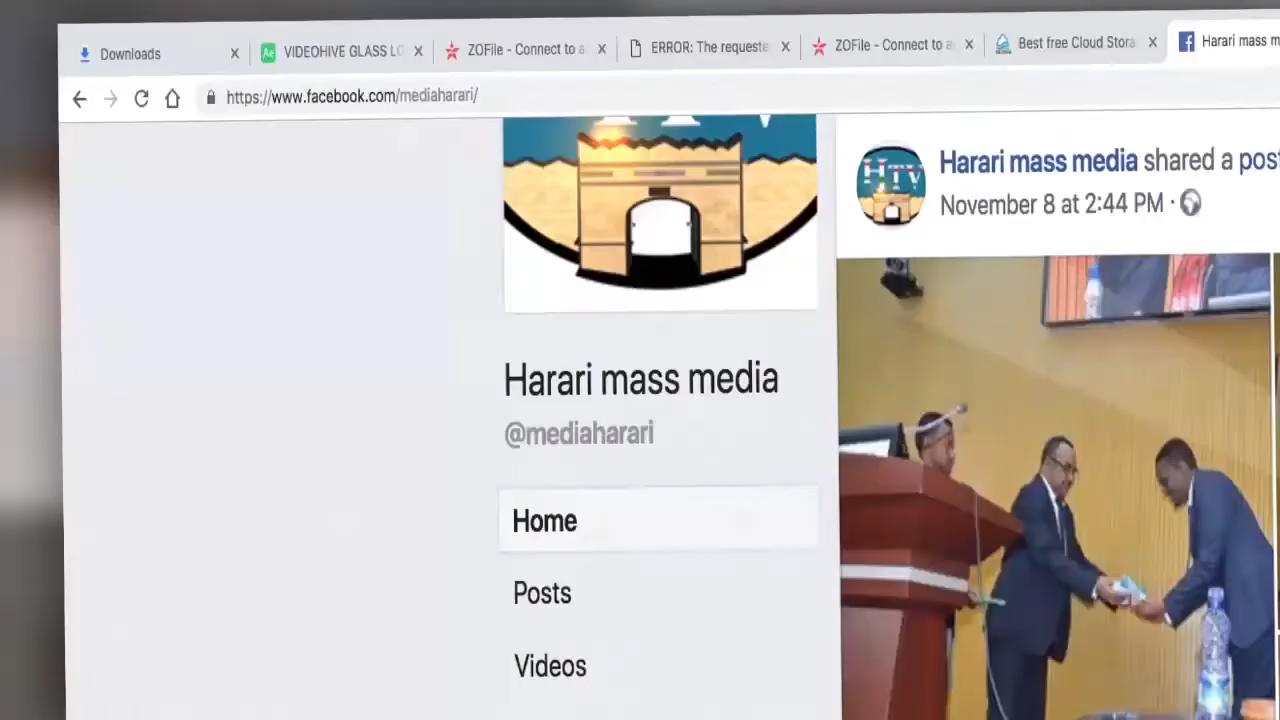 Downloads
VIDEOHIVE GLASS LO
ZOFile - Connect to a
ERROR: The requeste
ZOFile - Connect to a
Best free Cloud Stora
Harari mass m
https://www.facebook.com/mediaharari/
Harari mass media
@mediaharari
Home
Posts
Videos
HTV
Harari mass media shared a post
November 8 at 2:44 PM ·